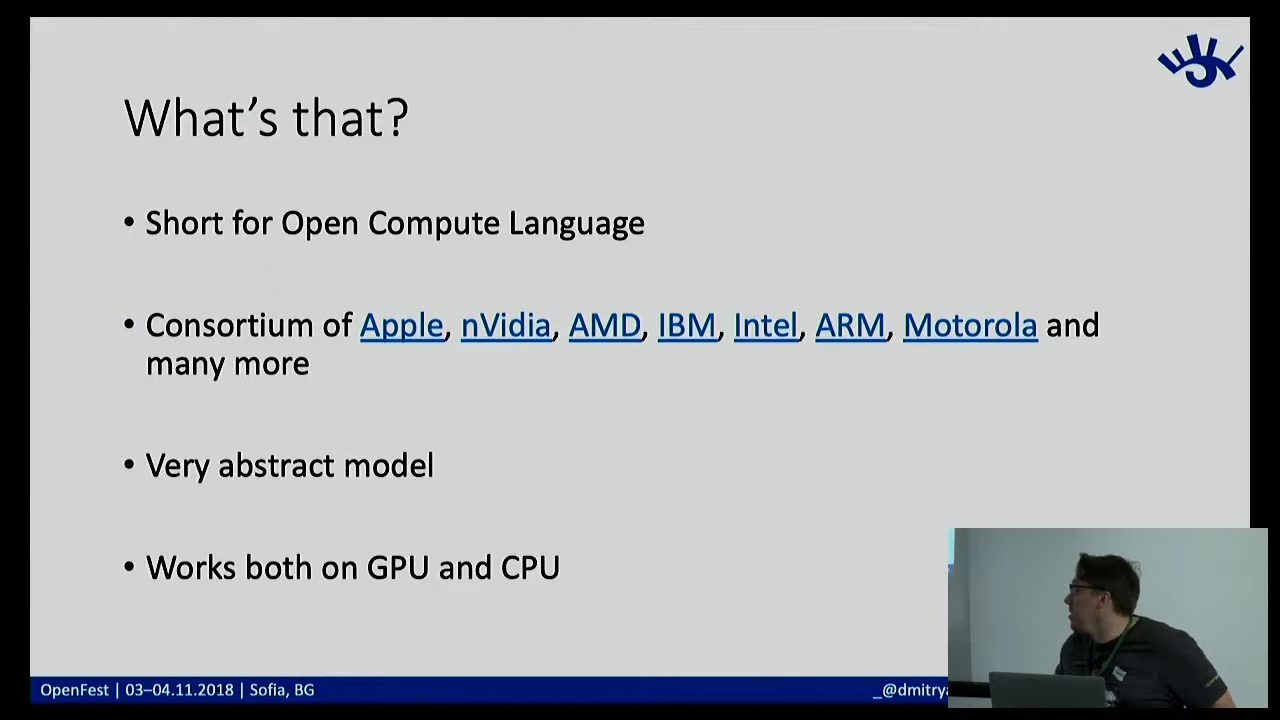 What's that?
• Short for Open Compute Language
• Consortium of Apple, nVidia, AMD, IBM, Intel, ARM, Motorola and
many more
• Very abstract model
• Works both on GPU and CPU
OpenFest | 03–04.11.2018 | Sofia, BG
_@dmitrya